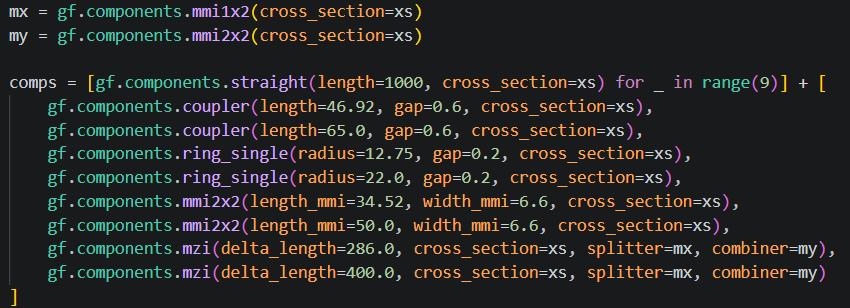 mx = gf.components.mmi1x2(cross_section=xs)
my = gf.components.mmi2x2(cross_section=xs)
comps = [gf.components.straight(length=1000, cross_section=xs) for _ in range(9)] + [
gf.components.coupler(length=46.92, gap=0.6, cross_section=xs),
gf.components.coupler(length=65.0, gap=0.6, cross_section=xs),
gf.components.ring_single(radius=12.75, gap=0.2, cross_section=xs),
gf.components.ring_single(radius=22.0, gap=0.2, cross_section=xs),
gf.components.mmi2x2(length_mmi=34.52, width_mmi=6.6, cross_section=xs),
gf.components.mmi2x2(length_mmi=50.0, width_mmi=6.6, cross_section=xs),
gf.components.mzi(delta_length=286.0, cross_section=xs, splitter=mx, combiner=my),
gf.components.mzi(delta_length=400.0, cross_section=xs, splitter=mx, combiner=my)
]